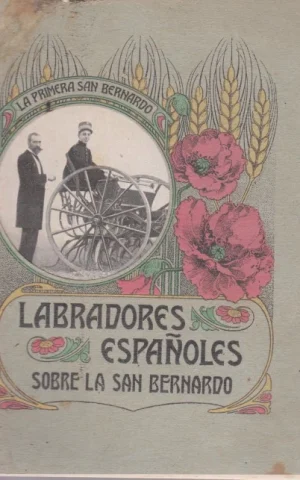 LA PRIMERA SAN BERNARDO
LABRADORES
ESPAÑOLES
SOBRE LA SAN BERNARDO